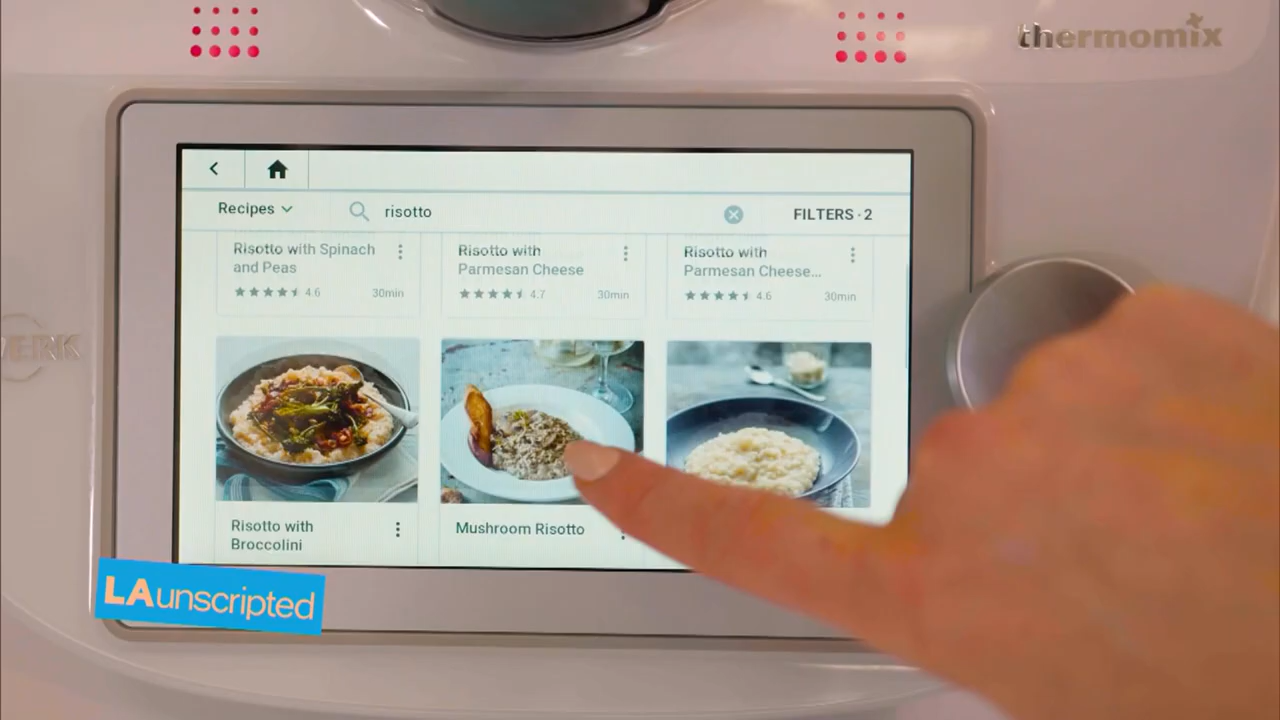 thermomix
Recipes
risotto
FILTERS · 2
Risotto with Spinach
and Peas
4.6
30min
Risotto with
Parmesan Cheese
4.7
30min
Risotto with
Parmesan Cheese...
4.6
30min
Risotto with
Broccolini
Mushroom Risotto
LAunscripted